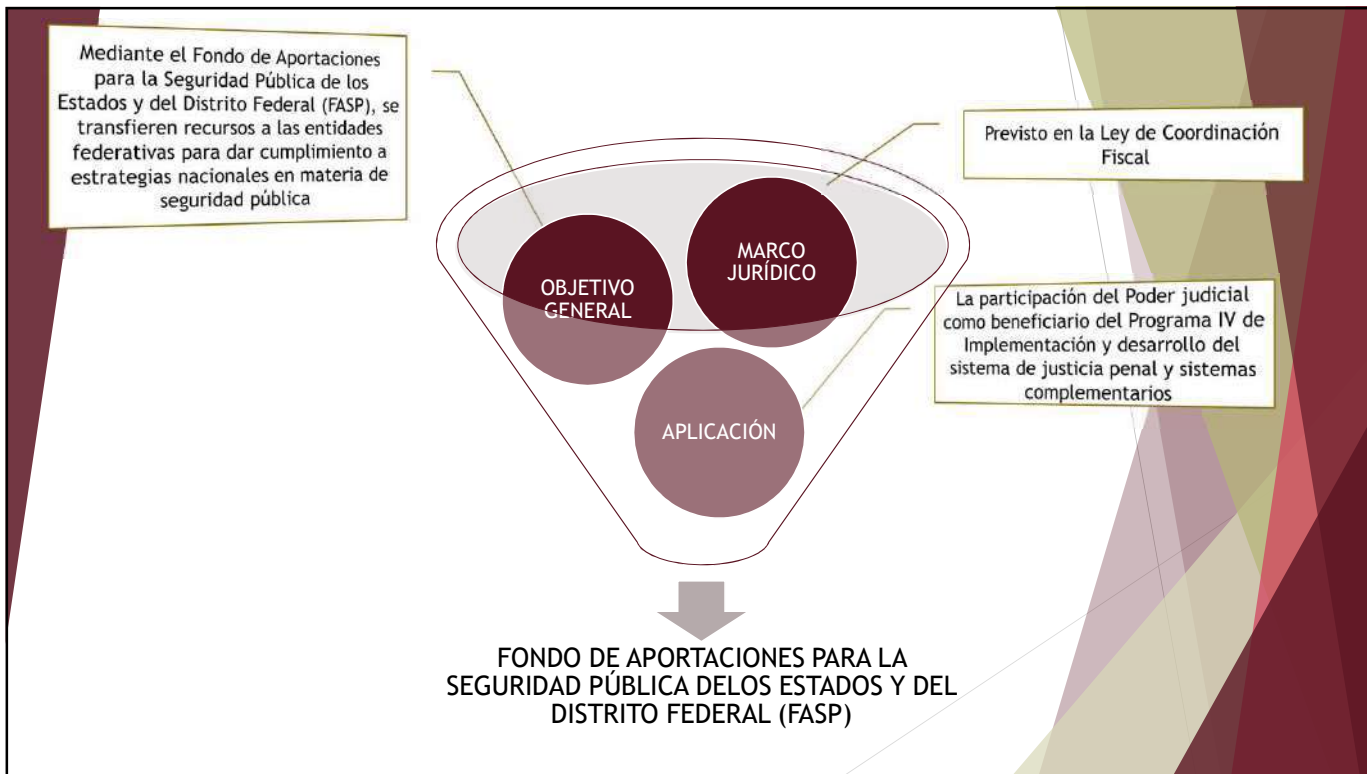 Mediante el Fondo de Aportaciones
para la Seguridad Pública de los
Estados y del Distrito Federal (FASP), se
transfieren recursos a las entidades
federativas para dar cumplimiento a
estrategias nacionales en materia de
seguridad pública
Previsto en la Ley de Coordinación
Fiscal
MARCO
JURÍDICO
OBJETIVO
GENERAL
La participación del Poder judicial
como beneficiario del Programa IV de
Implementación y desarrollo del
sistema de justicia penal y sistemas
complementarios
APLICACIÓN
FONDO DE APORTACIONES PARA LA
SEGURIDAD PÚBLICA DELOS ESTADOS Y DEL
DISTRITO FEDERAL (FASP)